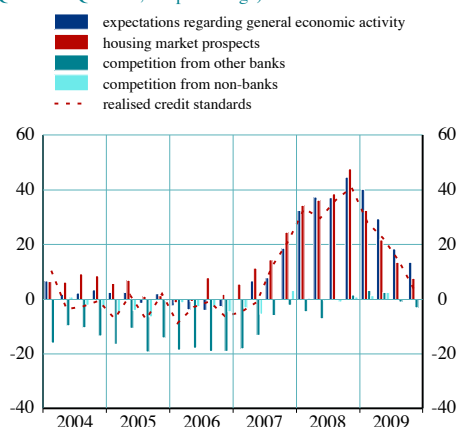 expectations regarding general economic activity
housing market prospects
competition from other banks
competition from non-banks
realised credit standards
60 60
40 40
20 20
0 0
-20 -20
-40 -40
2004 2005 2006 2007 2008 2009